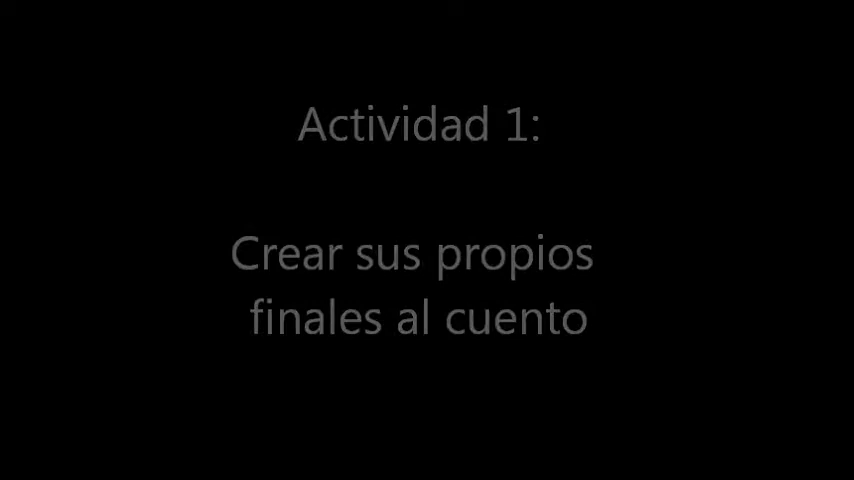 Actividad 1:
Crear sus propios
finales al cuento